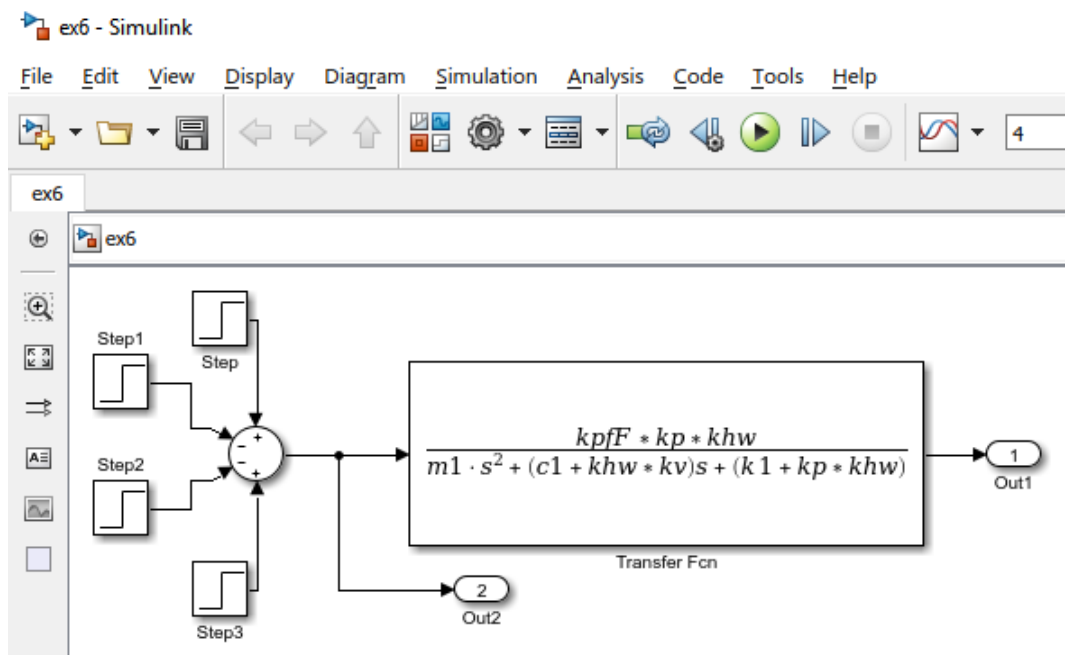 ex6 - Simulink
File Edit View Display Diagram Simulation Analysis Code Tools Help
4
ex6
ex6
Step1
Step
Step2
Step3
+
-
-
+
kpfF * kp * khw
m1 · s² + (c1 + khw * kv)s + (k1 + kp * khw)
Transfer Fcn
1
Out1
2
Out2